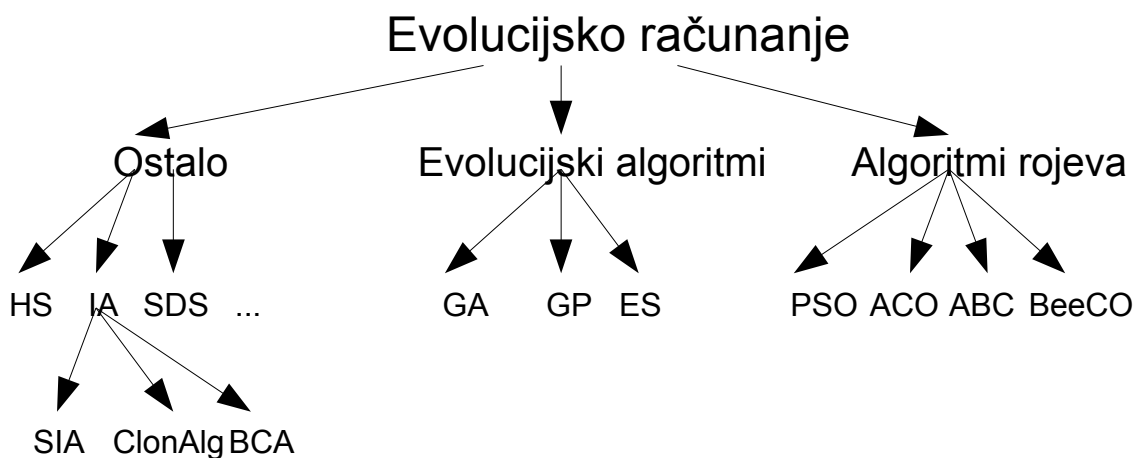 Evolucijsko računanje
Ostalo Evolucijski algoritmi Algoritmi rojeva
HS IA SDS ... GA GP ES PSO ACO ABC BeeCO
SIA ClonAlg BCA